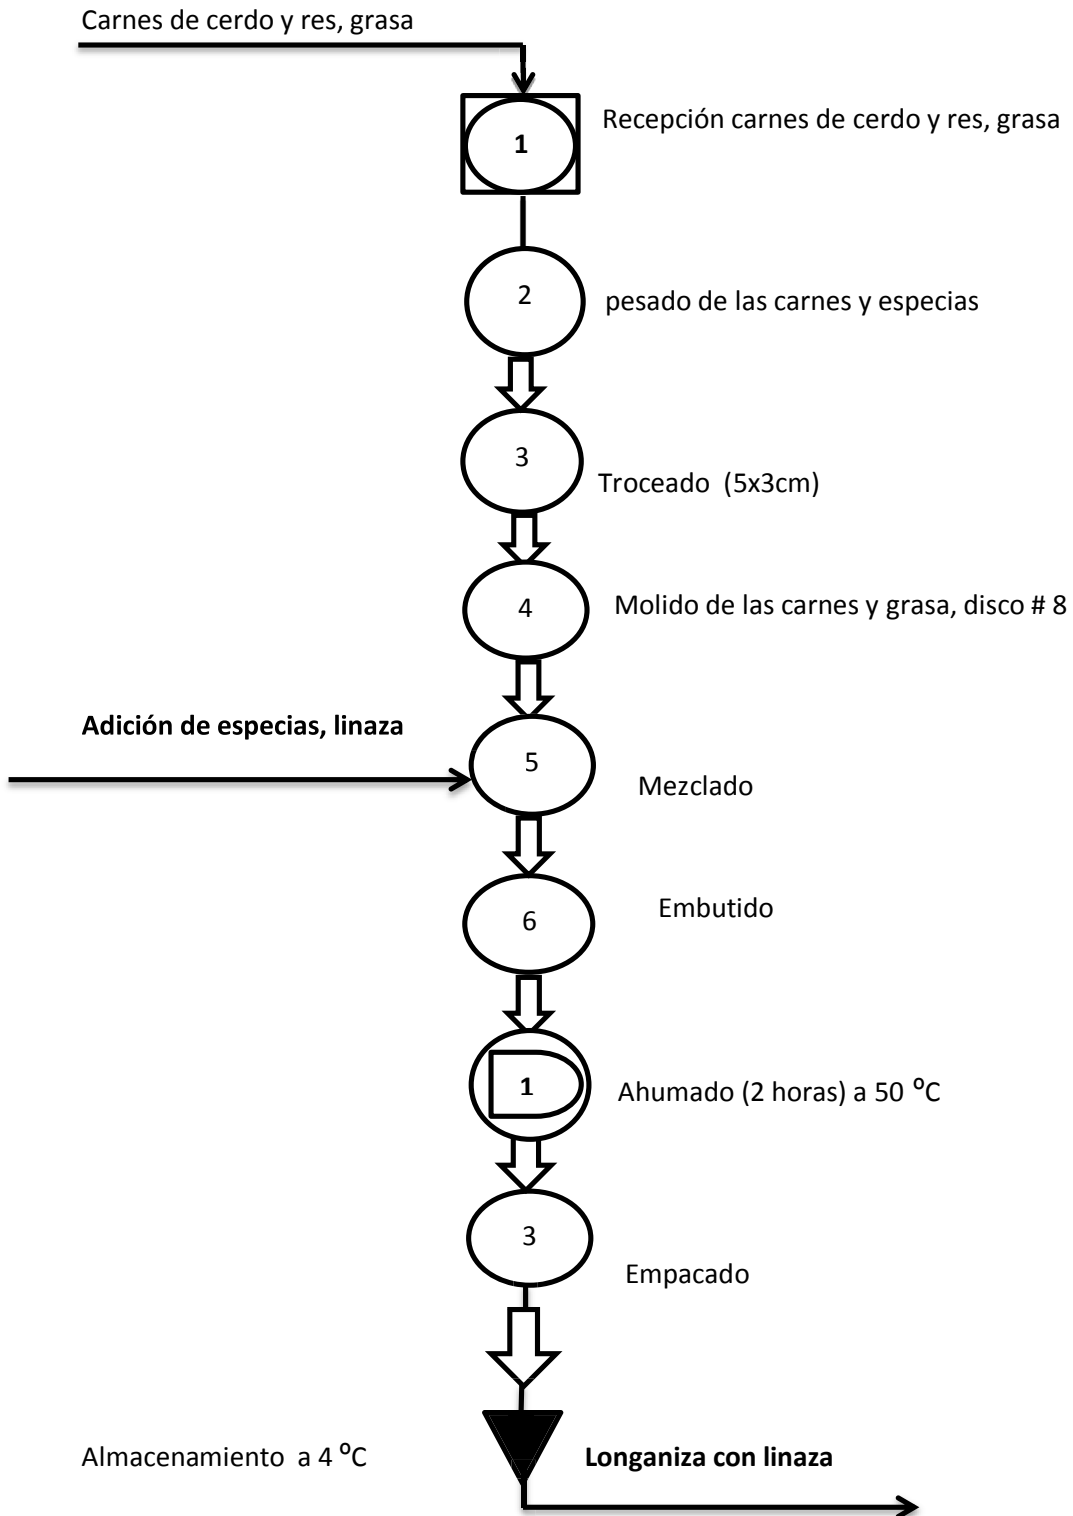 Carnes de cerdo y res, grasa
1
Recepción carnes de cerdo y res, grasa
2
pesado de las carnes y especias
3
Troceado (5x3cm)
4
Molido de las carnes y grasa, disco # 8
Adición de especias, linaza
5
Mezclado
6
Embutido
1
Ahumado (2 horas) a 50 ⁰C
3
Empacado
Almacenamiento a 4 ⁰C
Longaniza con linaza